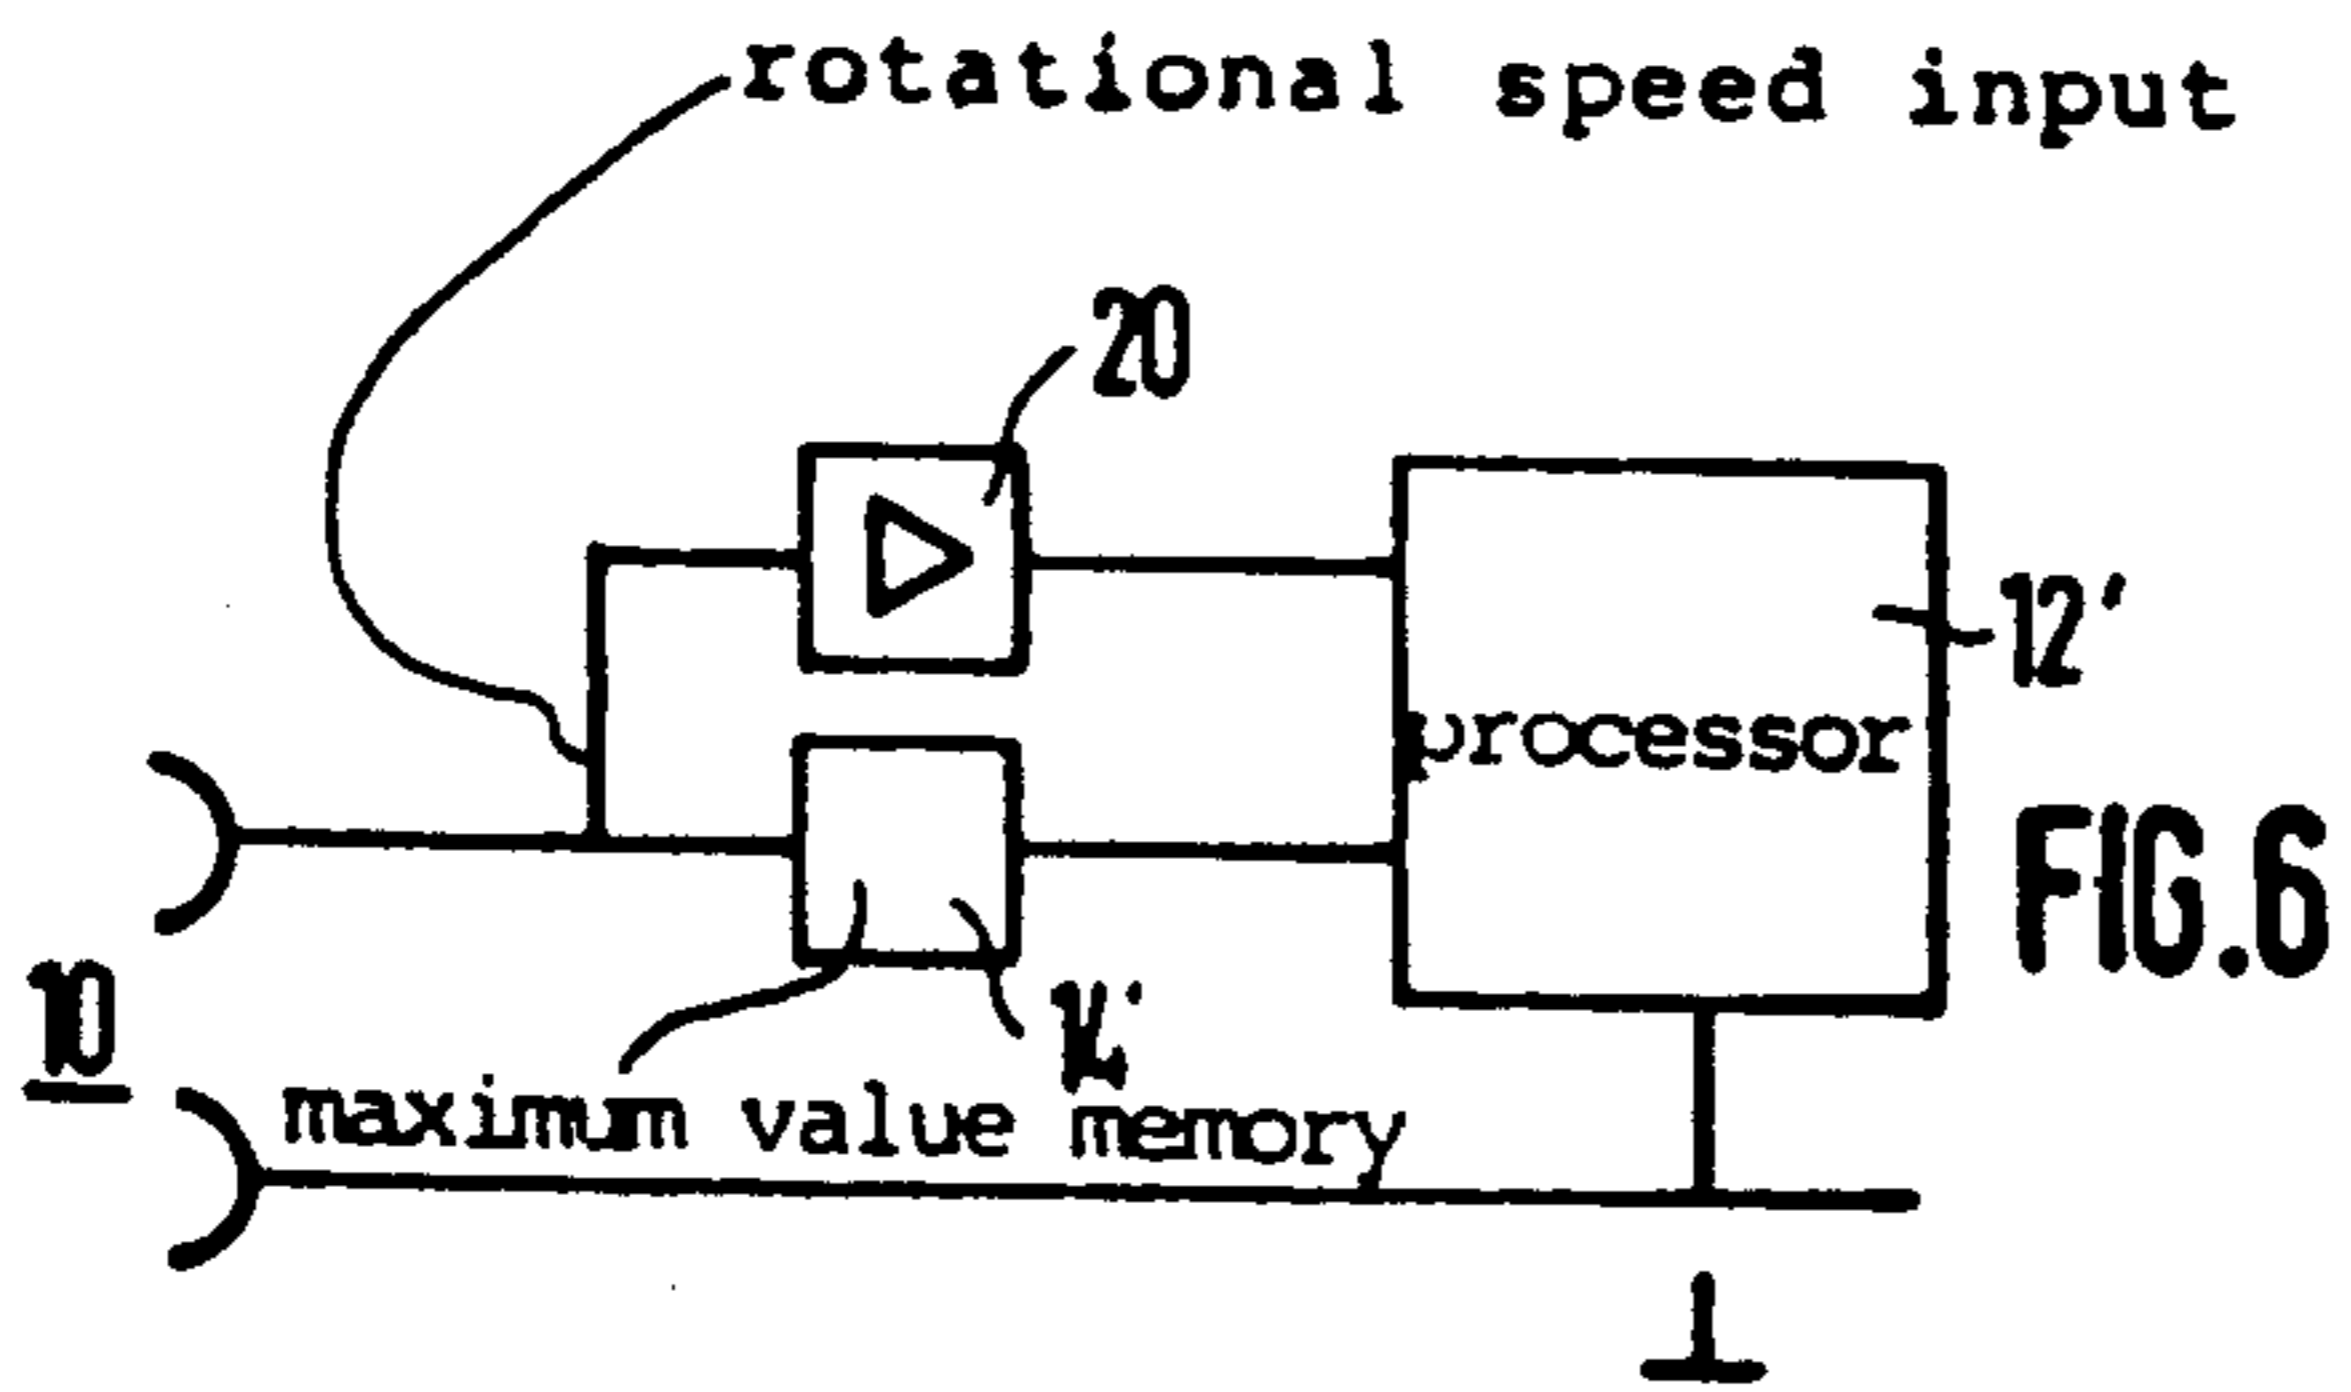 rotational speed input
20
12'
processor
FIG.6
10
14'
maximum value memory